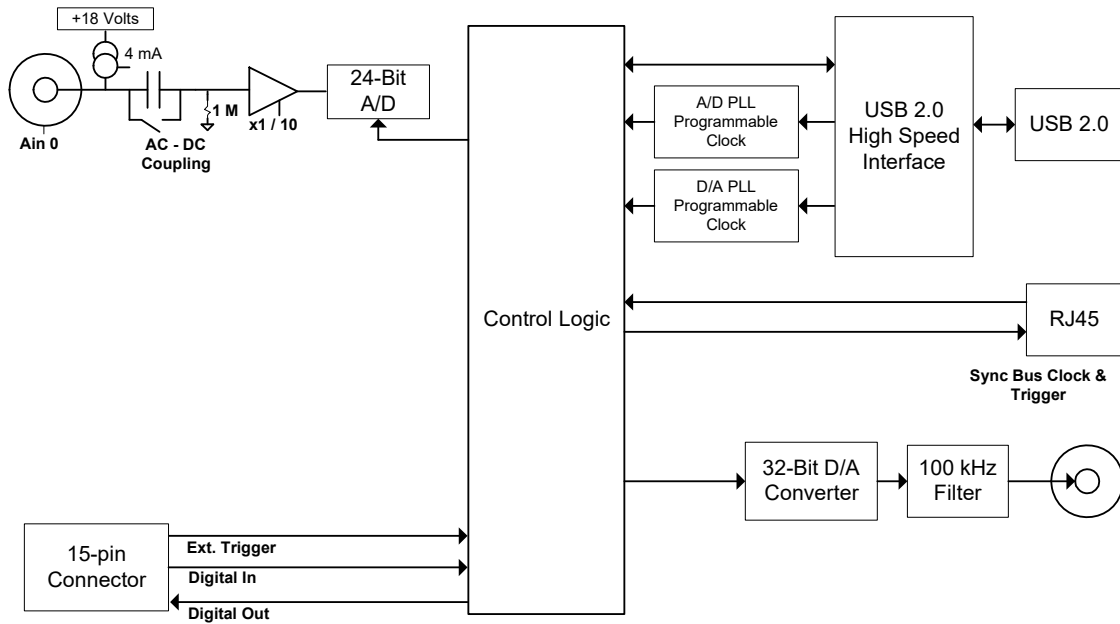 +18 Volts
4 mA
Ain 0
AC - DC
Coupling
1 M
x1 / 10
24-Bit
A/D
Control Logic
A/D PLL
Programmable
Clock
D/A PLL
Programmable
Clock
USB 2.0
High Speed
Interface
USB 2.0
RJ45
Sync Bus Clock &
Trigger
32-Bit D/A
Converter
100 kHz
Filter
15-pin
Connector
Ext. Trigger
Digital In
Digital Out